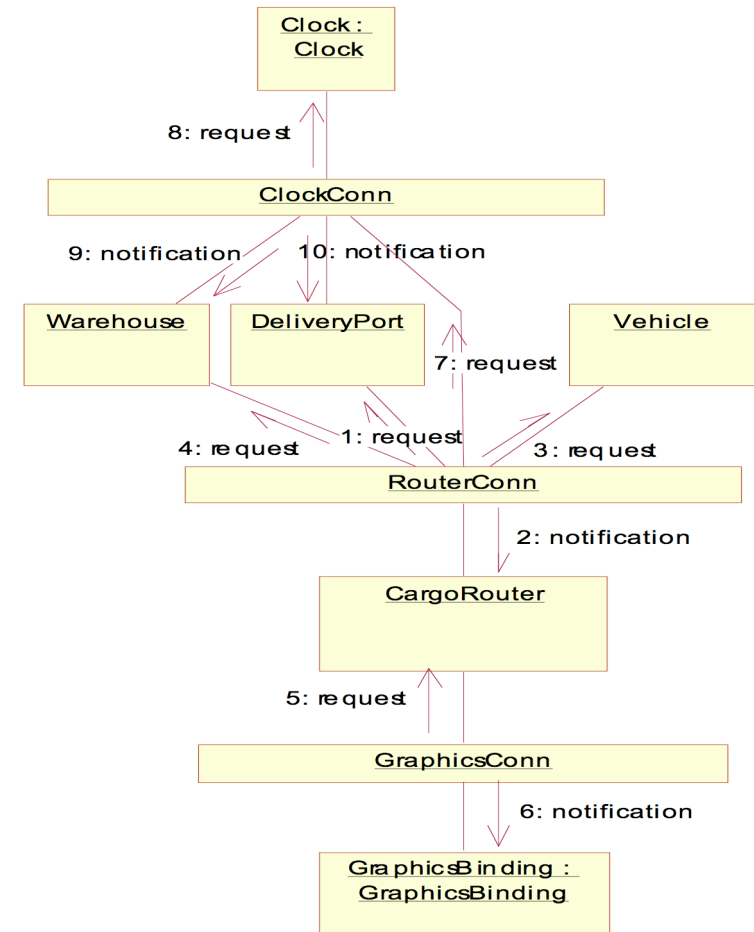 Clock :
Clock
8: request
ClockConn
9: notification
10: notification
Warehouse
DeliveryPort
Vehicle
7: request
4: request
1: request
3: request
RouterConn
2: notification
CargoRouter
5: request
GraphicsConn
6: notification
GraphicsBinding :
GraphicsBinding